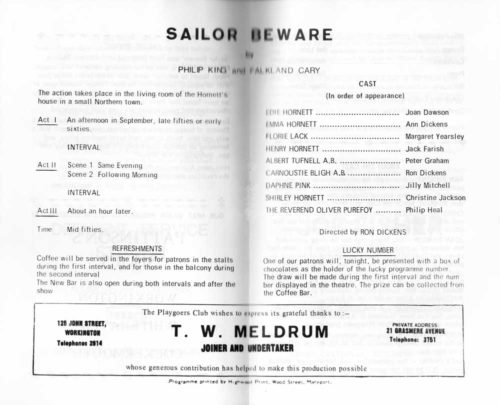 SAILOR BEWARE
by
PHILIP KING and FALKLAND CARY
The action takes place in the living room of the Hornett's
house in a small Northern town.
Act I An afternoon in September, late fifties or early
sixties.
INTERVAL
Act II Scene 1 Same Evening
Scene 2 Following Morning
INTERVAL
Act III About an hour later.
Time Mid fifties.
REFRESHMENTS
Coffee will be served in the foyers for patrons in the stalls
during the first interval, and for those in the balcony during
the second interval
The New Bar is also open during both intervals and after the
show
CAST
(In order of appearance)
EDIE HORNETT ................................ Joan Dawson
EMMA HORNETT ................................ Ann Dickens
FLORRIE LACK ................................ Margaret Yearsley
HENRY HORNETT ............................. Jack Farish
ALBERT TUFNELL A.B. ...................... Peter Graham
CARNOUSTIE BLIGH A.B. .................... Ron Dickens
DAPHNE PINK ................................ Jilly Mitchell
SHIRLEY HORNETT .......................... Christine Jackson
THE REVEREND OLIVER PUREFOY .......... Philip Heal
Directed by RON DICKENS
LUCKY NUMBER
One of our patrons will, tonight, be presented with a box of
chocolates as the holder of the lucky programme number.
The draw will be made during the first interval and the num
ber displayed in the theatre. The prize can be collected from
the Coffee Bar.
The Playgoers Club wishes to express its grateful thanks to :—
125 JOHN STREET,
WORKINGTON
Telephone: 2514
T. W. MELDRUM
JOINER AND UNDERTAKER
PRIVATE ADDRESS:
21 GRASMERE AVENUE
Telephone: 3751
whose generous contribution has helped to make this production possible
Programme printed by Highwood Print, Wood Street, Maryport.